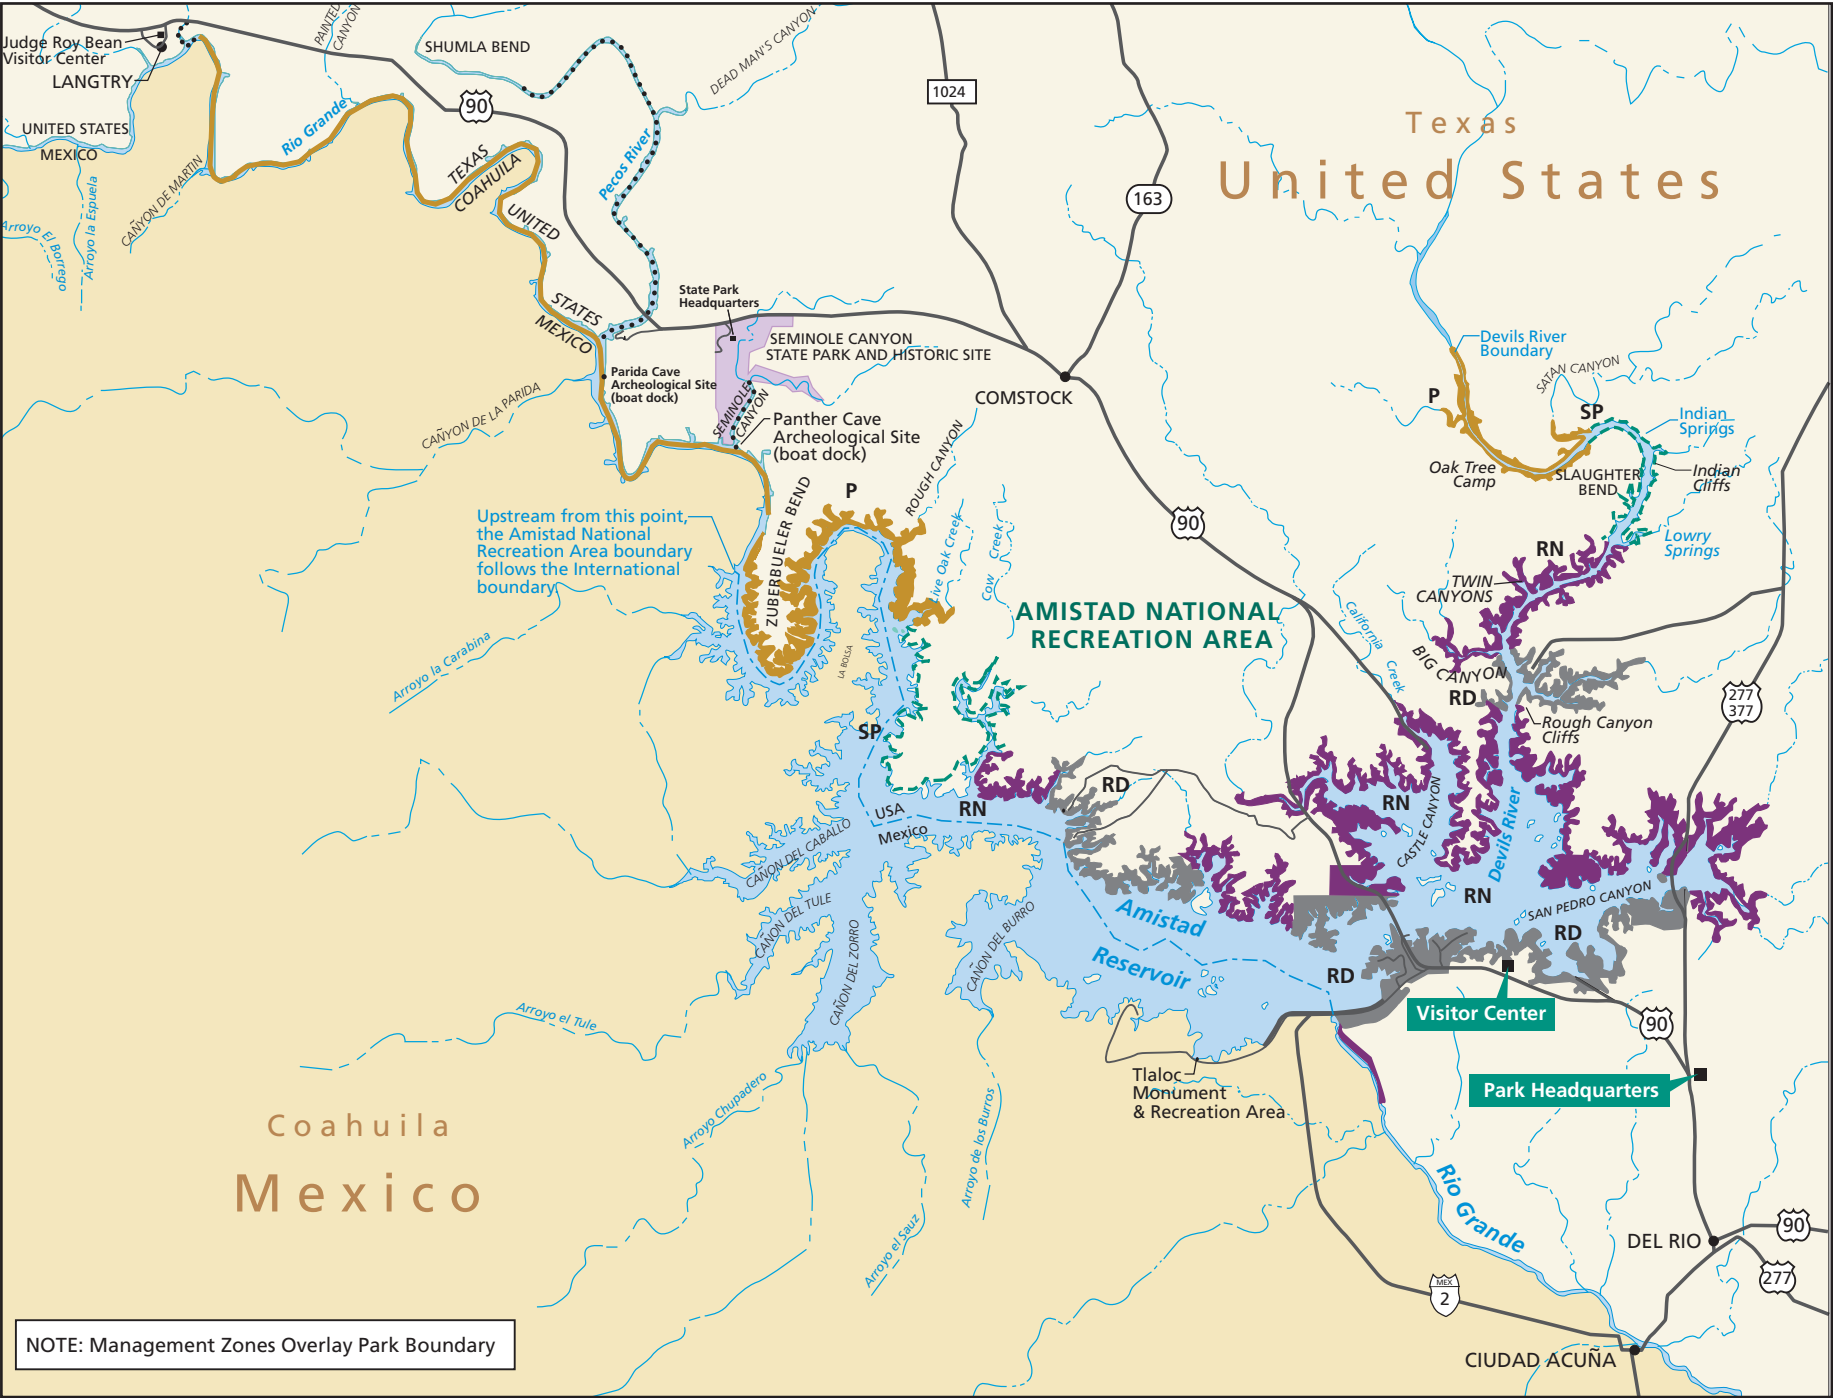 Judge Roy Bean
Visitor Center
LANGTRY
UNITED STATES
MEXICO
Arroyo El Borrego
Arroyo la Espuela
CAÑYON DE MARTIN
PAINTED
CANYON
Rio Grande
90
SHUMLA BEND
DEAD MAN'S CANYON
Pecos River
TEXAS
COAHUILA
UNITED
STATES
MEXICO
1024
163
Texas
United States
State Park
Headquarters
SEMINOLE CANYON
STATE PARK AND HISTORIC SITE
Parida Cave
Archeological Site
(boat dock)
SEMINOLE
CANYON
Panther Cave
Archeological Site
(boat dock)
CAÑYON DE LA PARIDA
COMSTOCK
Devils River
Boundary
SATAN CANYON
P
SP
Indian
Springs
Oak Tree
Camp
SLAUGHTER
BEND
Indian
Cliffs
Lowry
Springs
RN
TWIN
CANYONS
Upstream from this point,
the Amistad National
Recreation Area boundary
follows the International
boundary.
ZUBERBUELER BEND
P
ROUGH CANYON
Live Oak Creek
Cow Creek
90
AMISTAD NATIONAL
RECREATION AREA
California
Creek
BIG CANYON
RD
Rough Canyon
Cliffs
277
377
Arroyo la Carabina
LA BOLSA
SP
RD
RN
USA
Mexico
RN
CASTLE CANYON
Devils River
RN
SAN PEDRO CANYON
RD
CAÑON DEL CABALLO
CAÑON DEL TULE
CAÑON DEL ZORRO
CAÑON DEL BURRO
Amistad
Reservoir
RD
Visitor Center
90
Park Headquarters
Arroyo el Tule
Tlaloc
Monument
& Recreation Area
Arroyo Chupadero
Arroyo de los Burros
Arroyo el Sauz
Coahuila
Mexico
Rio Grande
DEL RIO
90
277
MEX
2
CIUDAD ACUÑA
NOTE: Management Zones Overlay Park Boundary